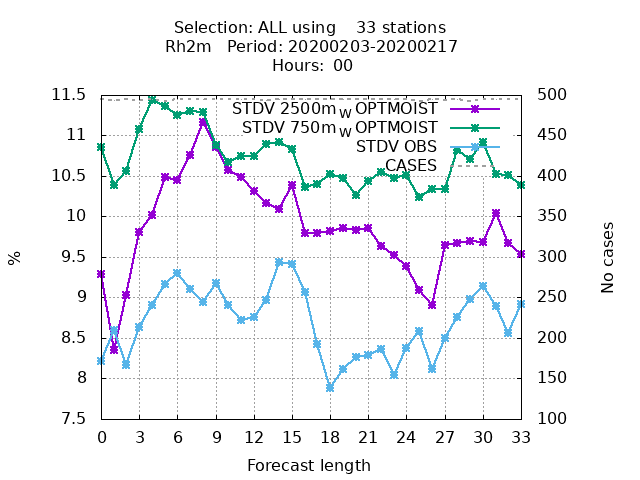 Selection: ALL using    33 stations
Rh2m   Period: 20200203-20200217
Hours:  00
STDV 2500m_W OPTMOIST
STDV 750m_W OPTMOIST
STDV OBS
CASES
11.5
11
10.5
10
9.5
9
8.5
8
7.5
%
500
450
400
350
300
250
200
150
100
No cases
0 3 6 9 12 15 18 21 24 27 30 33
Forecast length